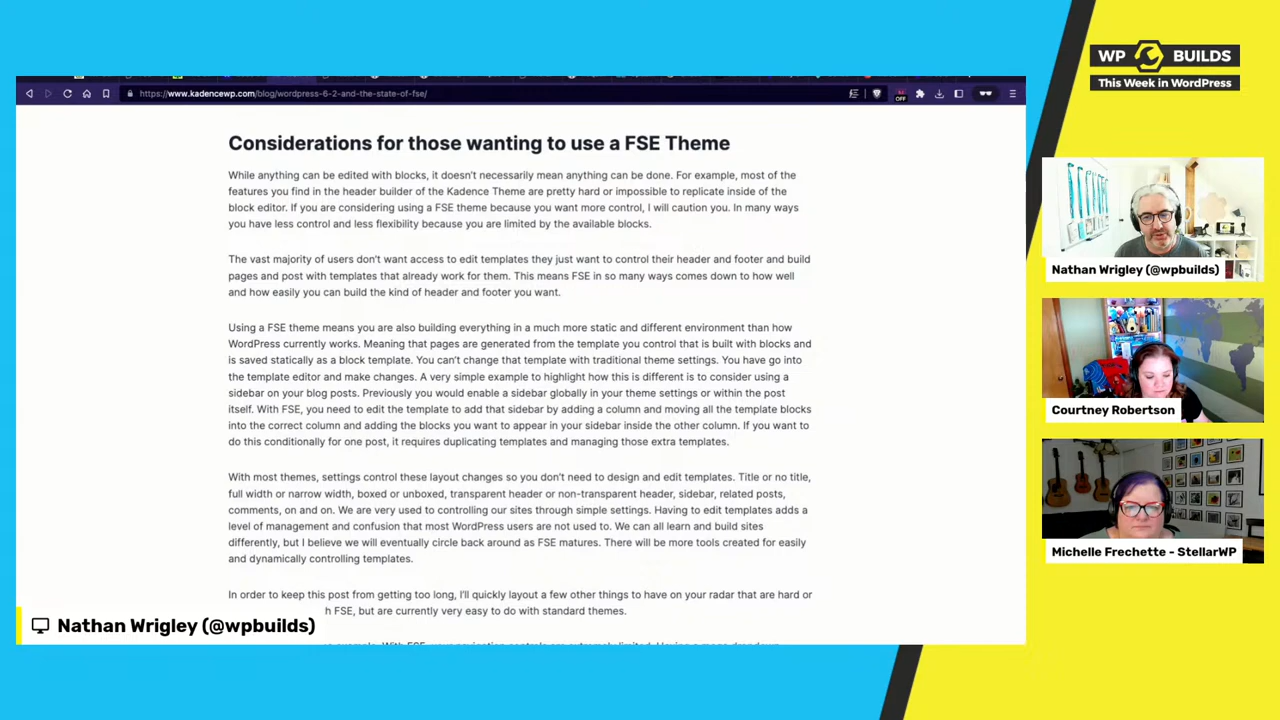 WP BUILDS
This Week in WordPress
https://www.kadencewp.com/blog/wordpress-6-2-and-the-state-of-fse/
OFF
Considerations for those wanting to use a FSE Theme
While anything can be edited with blocks, it doesn't necessarily mean anything can be done. For example, most of the
features you find in the header builder of the Kadence Theme are pretty hard or impossible to replicate inside of the
block editor. If you are considering using a FSE theme because you want more control, I will caution you. In many ways
you have less control and less flexibility because you are limited by the available blocks.
The vast majority of users don't want access to edit templates they just want to control their header and footer and build
pages and post with templates that already work for them. This means FSE in so many ways comes down to how well
and how easily you can build the kind of header and footer you want.
Using a FSE theme means you are also building everything in a much more static and different environment than how
WordPress currently works. Meaning that pages are generated from the template you control that is built with blocks and
is saved statically as a block template. You can't change that template with traditional theme settings. You have go into
the template editor and make changes. A very simple example to highlight how this is different is to consider using a
sidebar on your blog posts. Previously you would enable a sidebar globally in your theme settings or within the post
itself. With FSE, you need to edit the template to add that sidebar by adding a column and moving all the template blocks
into the correct column and adding the blocks you want to appear in your sidebar inside the other column. If you want to
do this conditionally for one post, it requires duplicating templates and managing those extra templates.
With most themes, settings control these layout changes so you don't need to design and edit templates. Title or no title,
full width or narrow width, boxed or unboxed, transparent header or non-transparent header, sidebar, related posts,
comments, on and on. We are very used to controlling our sites through simple settings. Having to edit templates adds a
level of management and confusion that most WordPress users are not used to. We can all learn and build sites
differently, but I believe we will eventually circle back around as FSE matures. There will be more tools created for easily
and dynamically controlling templates.
In order to keep this post from getting too long, I'll quickly layout a few other things to have on your radar that are hard or
h FSE, but are currently very easy to do with standard themes.
Nathan Wrigley (@wpbuilds)
Nathan Wrigley (@wpbuilds)
Courtney Robertson
Michelle Frechette - StellarWP